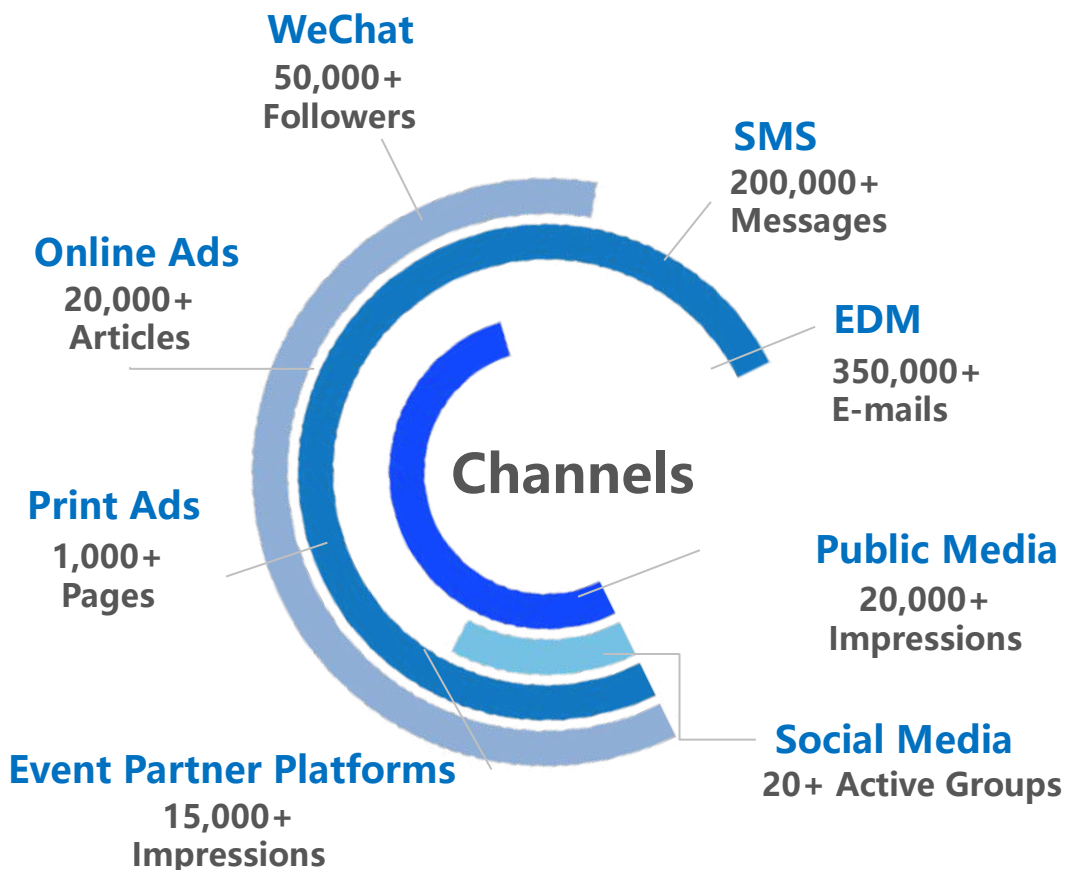 WeChat
50,000+
Followers
SMS
200,000+
Messages
Online Ads
20,000+
Articles
EDM
350,000+
E-mails
Channels
Print Ads
1,000+
Pages
Public Media
20,000+
Impressions
Social Media
20+ Active Groups
Event Partner Platforms
15,000+
Impressions